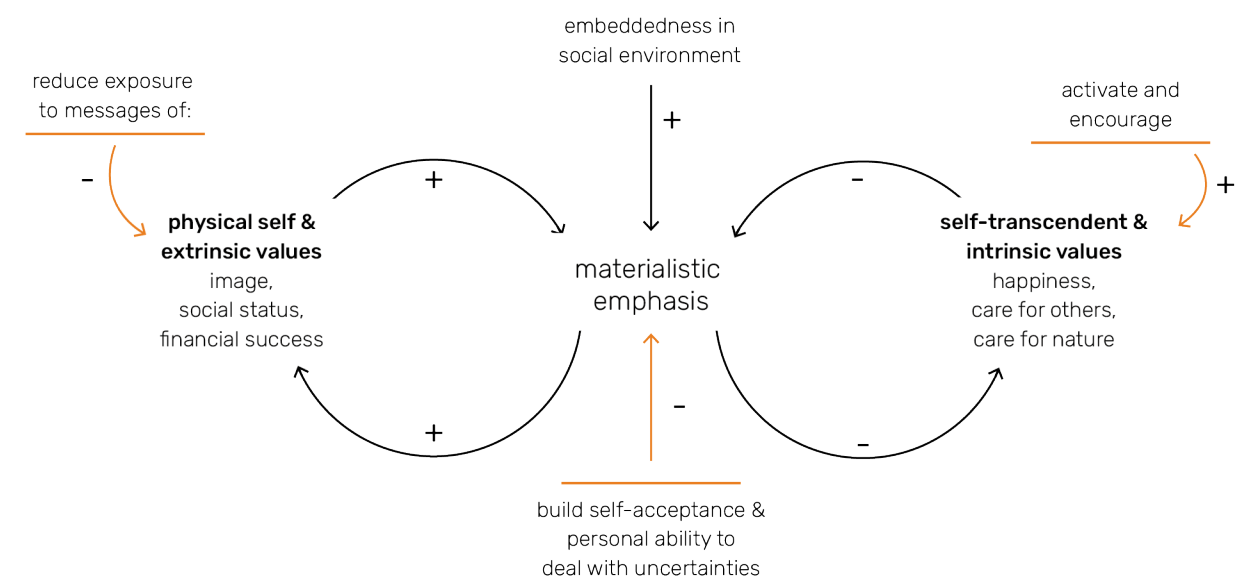 embeddedness in
social environment
reduce exposure
to messages of:
activate and
encourage
+
-
+
-
+
physical self &
extrinsic values
image,
social status,
financial success
materialistic
emphasis
self-transcendent &
intrinsic values
happiness,
care for others,
care for nature
-
+
-
build self-acceptance &
personal ability to
deal with uncertainties